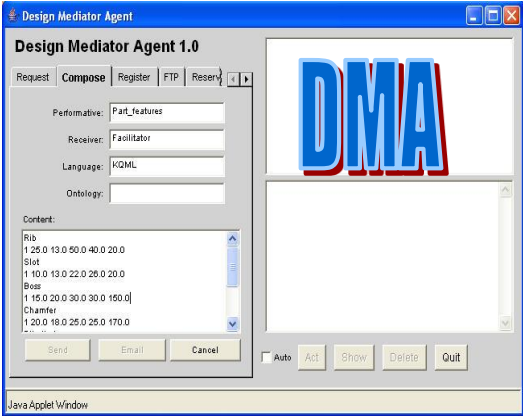 Design Mediator Agent
Design Mediator Agent 1.0
Request Compose Register FTP Reserv
Performative: Part_features
Receiver: Facilitator
Language: KQML
Ontology:
Content:
Rib
1 25.0 13.0 50.0 40.0 20.0
Slot
1 10.0 13.0 22.0 26.0 20.0
Boss
1 15.0 20.0 30.0 30.0 150.0
Chamfer
1 20.0 18.0 25.0 25.0 170.0
Send Email Cancel
DMA
Auto Act Show Delete Quit
Java Applet Window